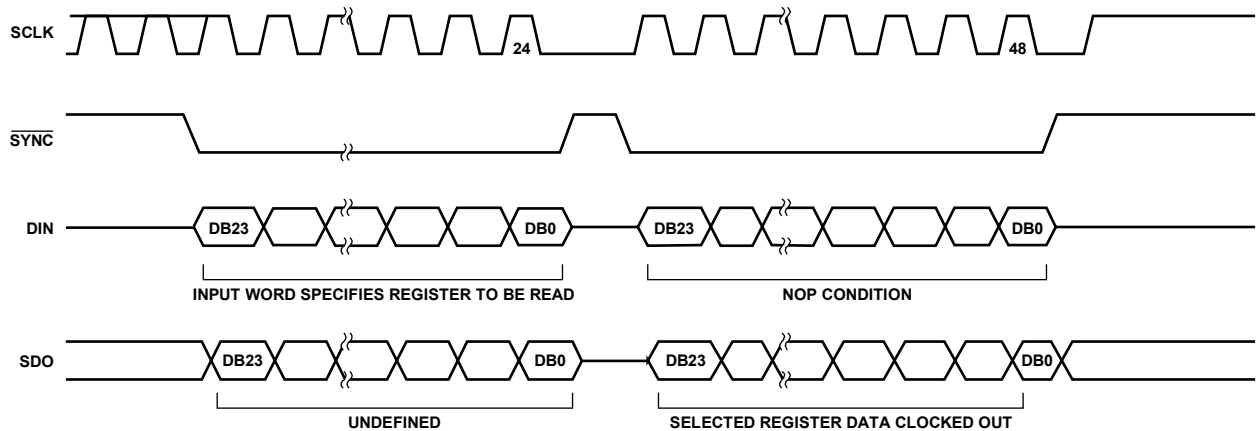 SCLK
24
48
SYNC
DIN
DB23
DB0
DB23
DB0
INPUT WORD SPECIFIES REGISTER TO BE READ
NOP CONDITION
SDO
DB23
DB0
DB23
DB0
UNDEFINED
SELECTED REGISTER DATA CLOCKED OUT